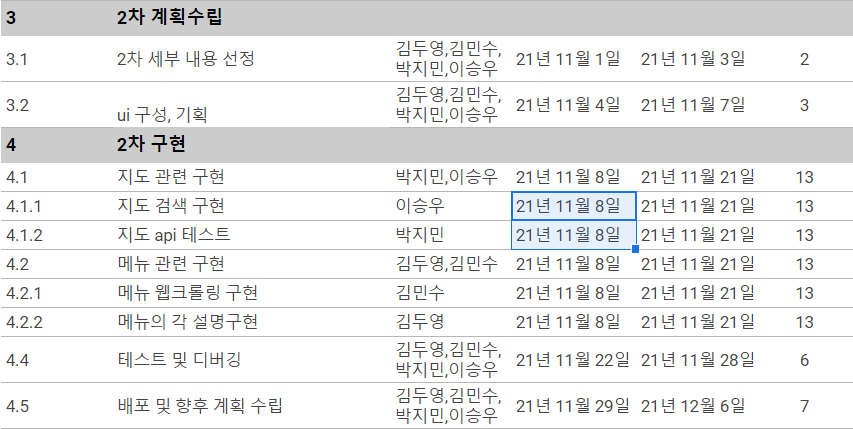 3 2차 계획수립
3.1 2차 세부 내용 선정 김두영,김민수, 박지민,이승우 21년 11월 1일 21년 11월 3일 2
3.2 ui 구성, 기획 김두영,김민수, 박지민,이승우 21년 11월 4일 21년 11월 7일 3
4 2차 구현
4.1 지도 관련 구현 박지민,이승우 21년 11월 8일 21년 11월 21일 13
4.1.1 지도 검색 구현 이승우 21년 11월 8일 21년 11월 21일 13
4.1.2 지도 api 테스트 박지민 21년 11월 8일 21년 11월 21일 13
4.2 메뉴 관련 구현 김두영,김민수 21년 11월 8일 21년 11월 21일 13
4.2.1 메뉴 웹크롤링 구현 김민수 21년 11월 8일 21년 11월 21일 13
4.2.2 메뉴의 각 설명구현 김두영 21년 11월 8일 21년 11월 21일 13
4.4 테스트 및 디버깅 김두영,김민수, 박지민,이승우 21년 11월 22일 21년 11월 28일 6
4.5 배포 및 향후 계획 수립 김두영,김민수, 박지민,이승우 21년 11월 29일 21년 12월 6일 7